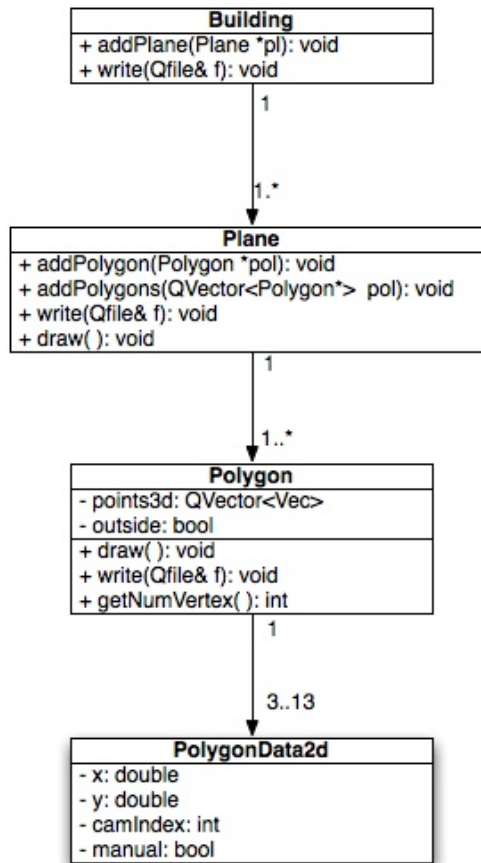 Building
+ addPlane(Plane *pl): void
+ write(Qfile& f): void
1
1..*
Plane
+ addPolygon(Polygon *pol): void
+ addPolygons(QVector<Polygon*> pol): void
+ write(Qfile& f): void
+ draw( ): void
1
1..*
Polygon
- points3d: QVector<Vec>
- outside: bool
+ draw( ): void
+ write(Qfile& f): void
+ getNumVertex( ): int
1
3..13
PolygonData2d
- x: double
- y: double
- camIndex: int
- manual: bool